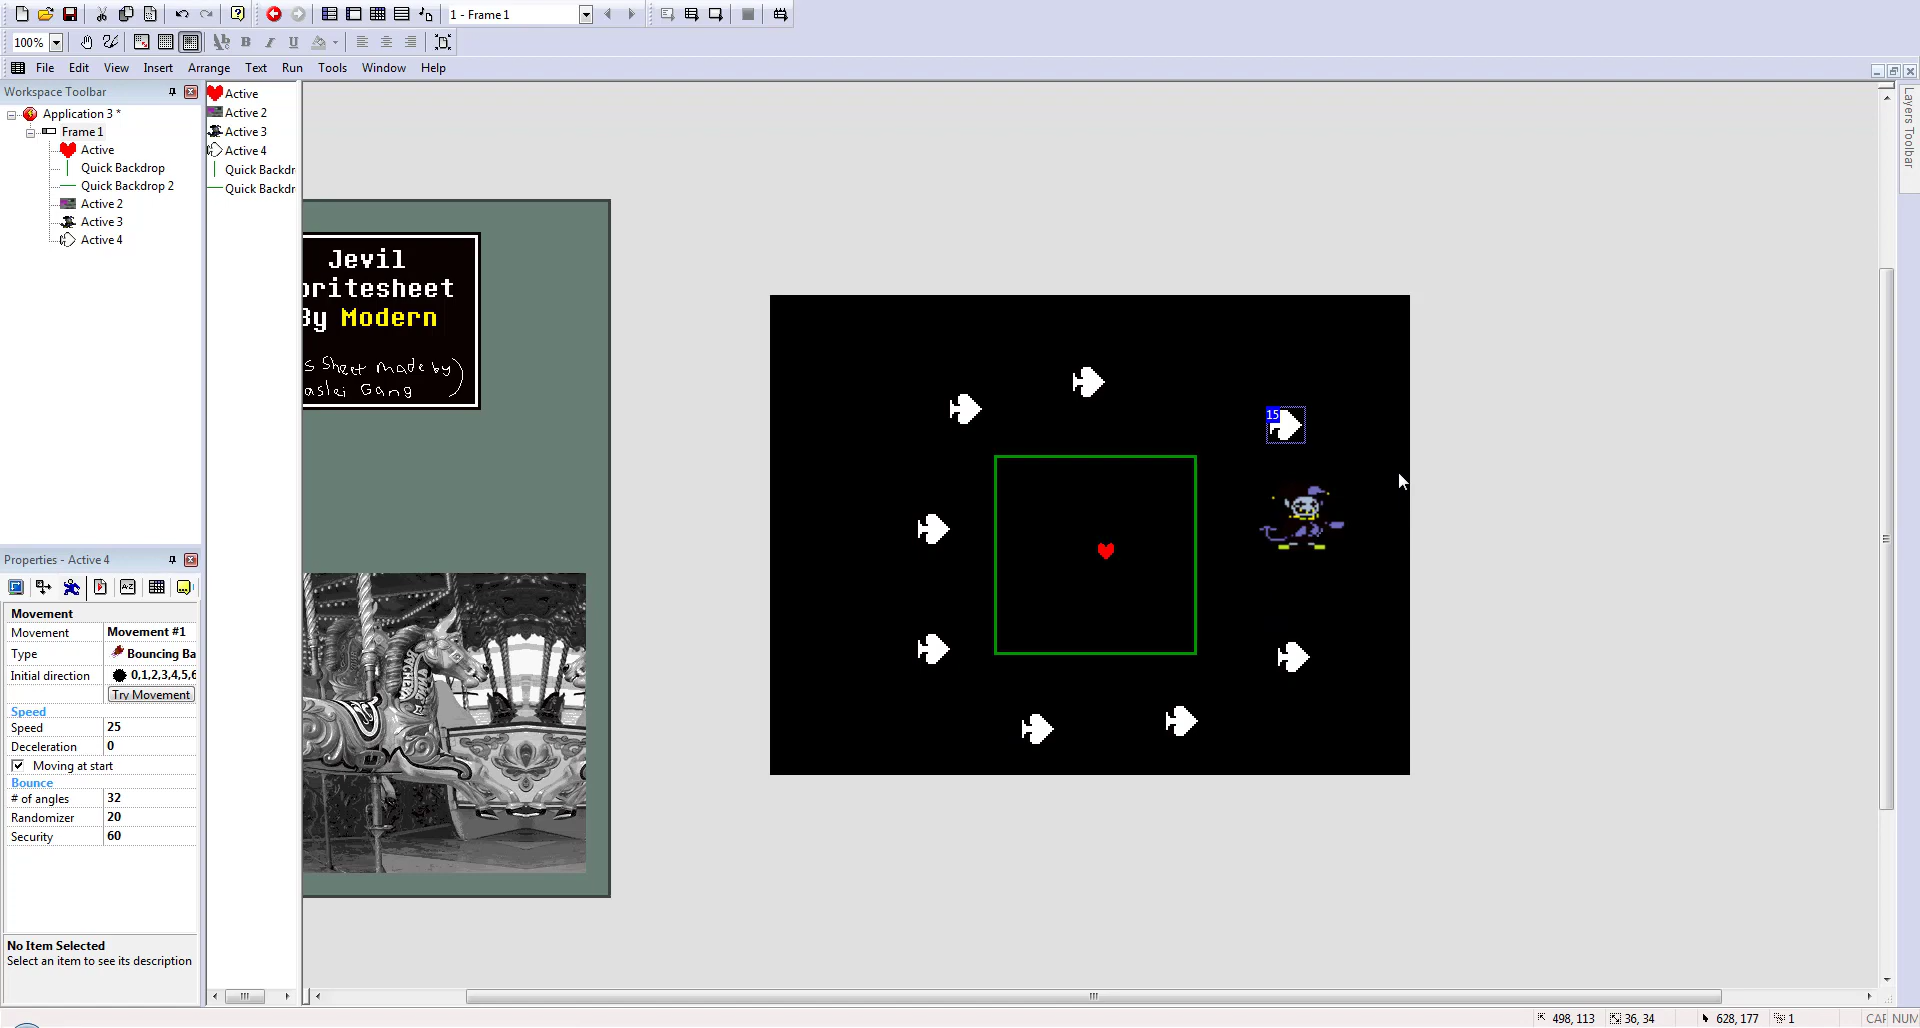 1 - Frame 1
100%
File Edit View Insert Arrange Text Run Tools Window Help
Workspace Toolbar
Application 3 *
Frame 1
Active
Quick Backdrop
Quick Backdrop 2
Active 2
Active 3
Active 4
Active
Active 2
Active 3
Active 4
Quick Backdr
Quick Backdr
Layers Toolbar
Jevil
oritesheet
By Modern
s Sheet made by)
aslei Gang
15
Properties - Active 4
Movement
Movement Movement #1
Type Bouncing Ba
Initial direction 0,1,2,3,4,5,6
Try Movement
Speed
Speed 25
Deceleration 0
Moving at start
Bounce
# of angles 32
Randomizer 20
Security 60
No Item Selected
Select an item to see its description
498, 113 36, 34 628, 177 1 CAP NUM